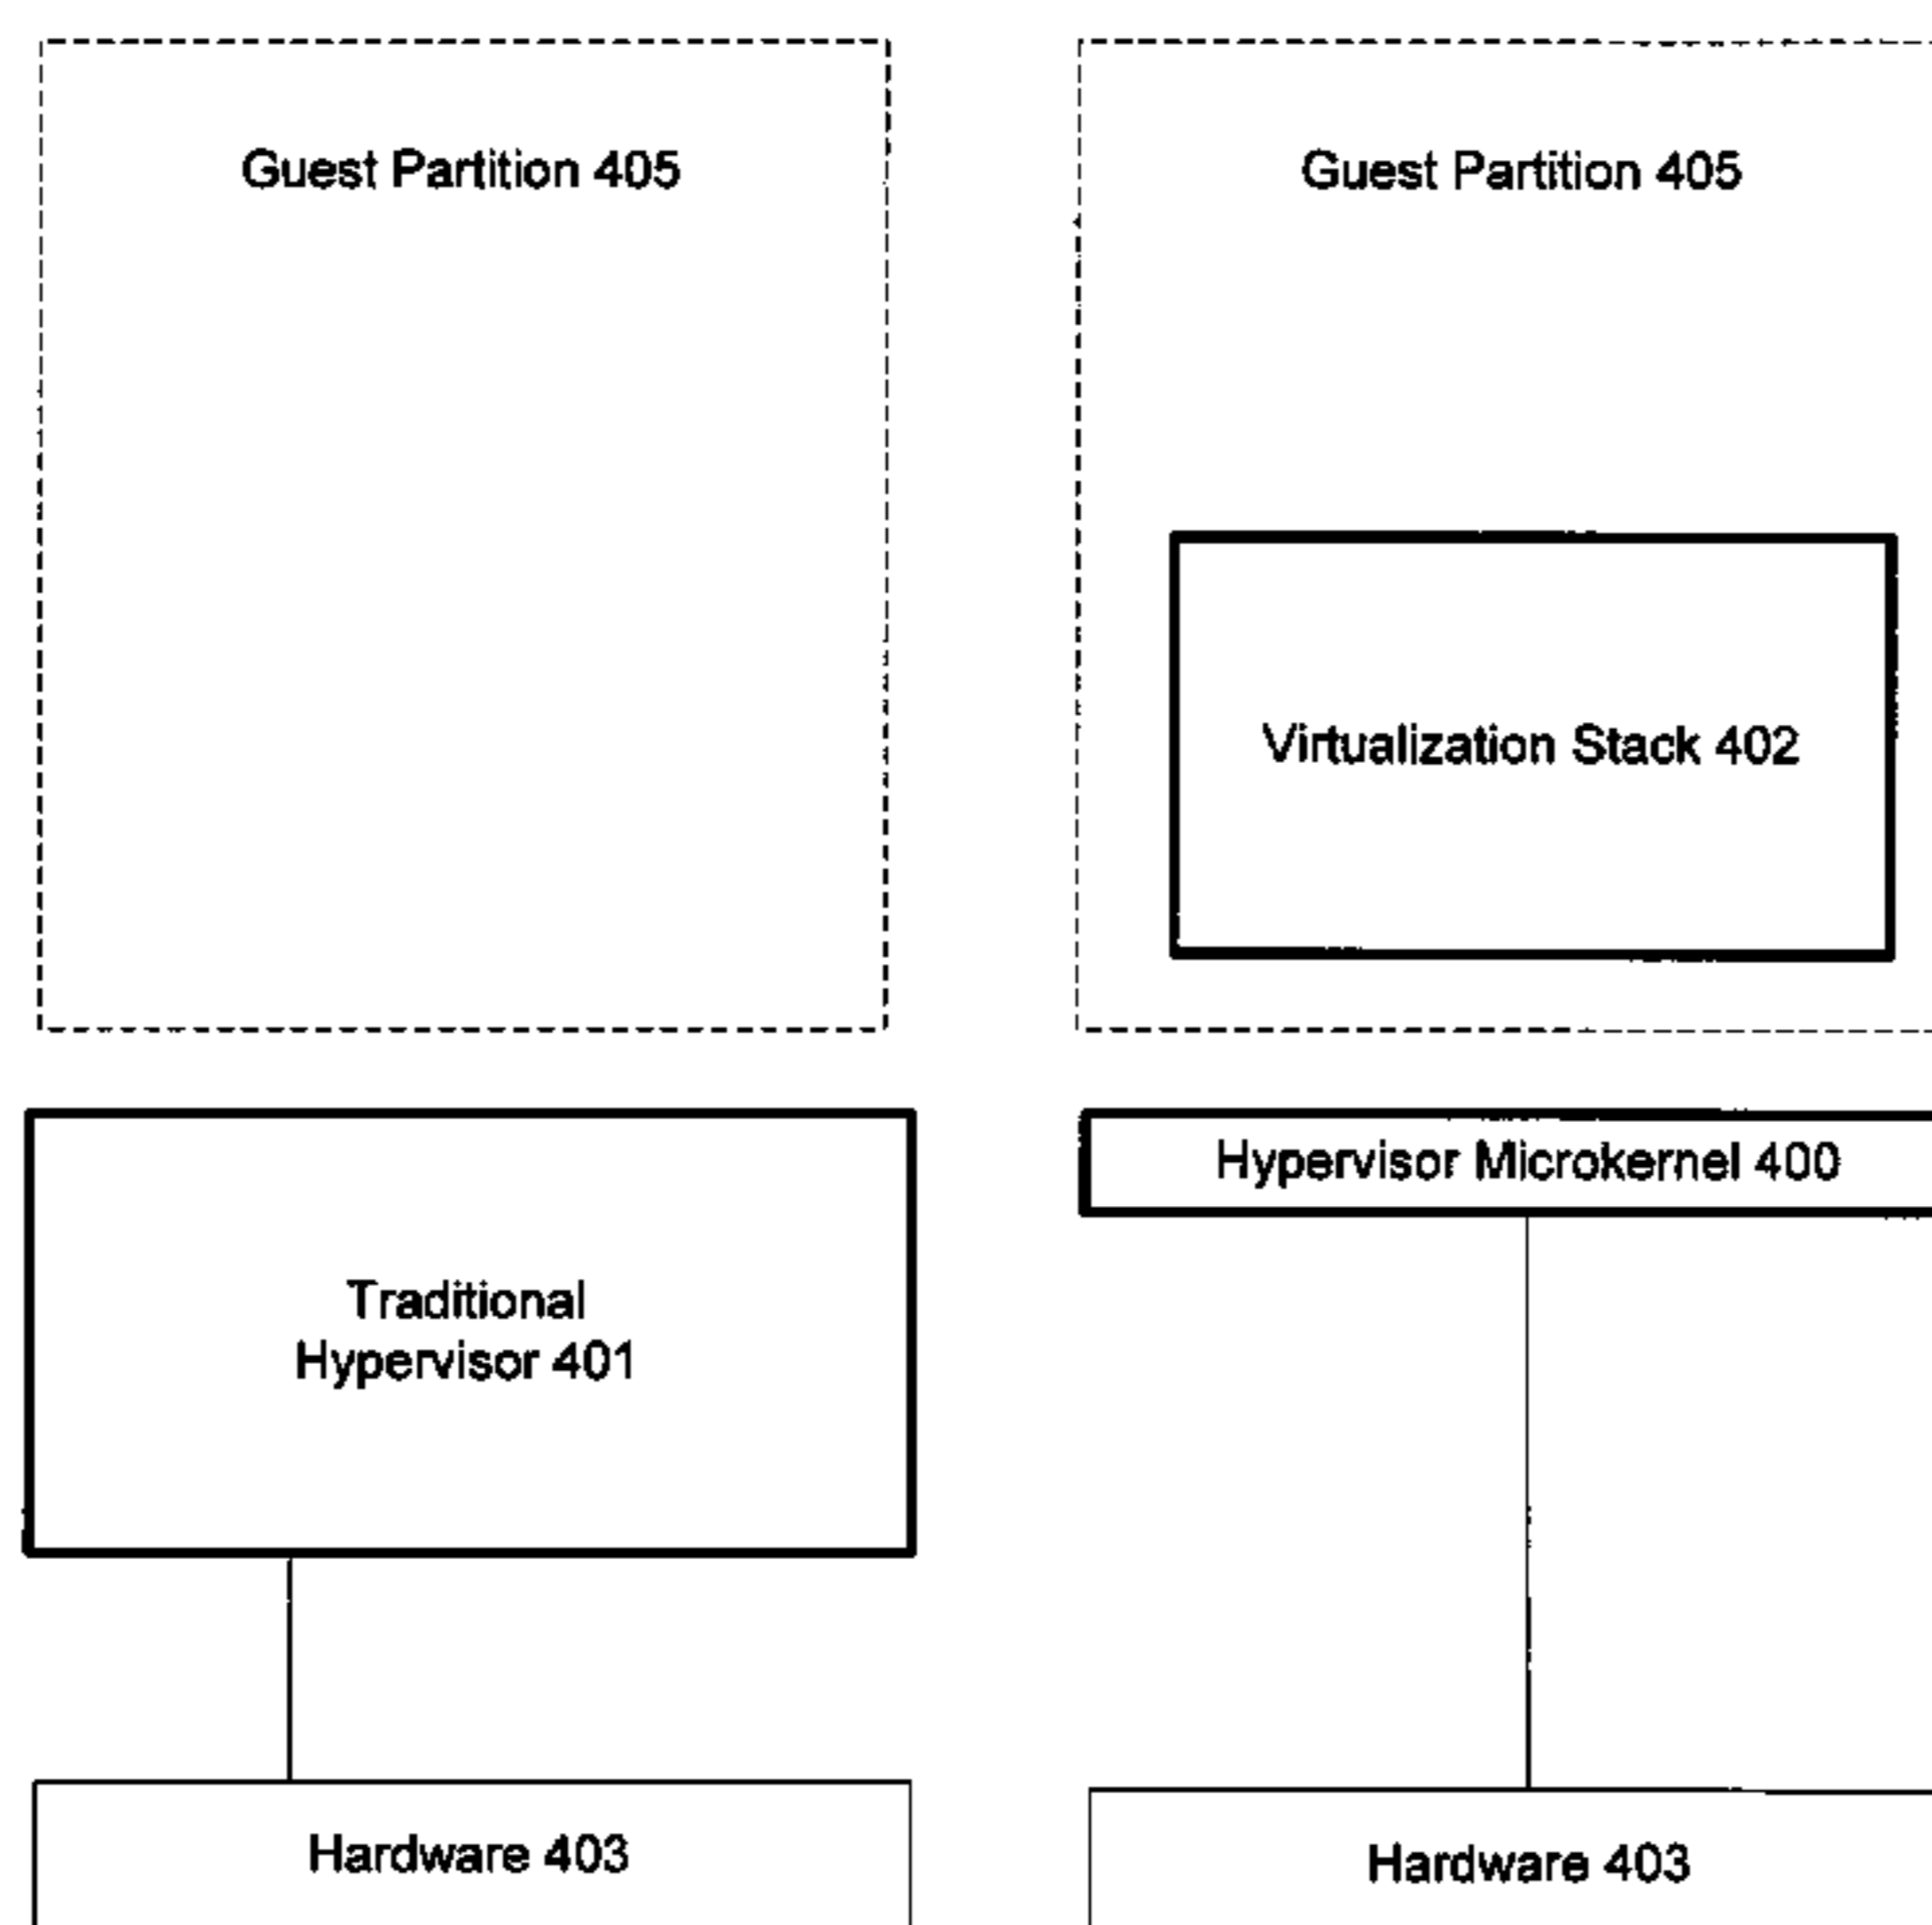 Guest Partition 405
Guest Partition 405
Virtualization Stack 402
Hypervisor Microkernel 400
Traditional
Hypervisor 401
Hardware 403
Hardware 403